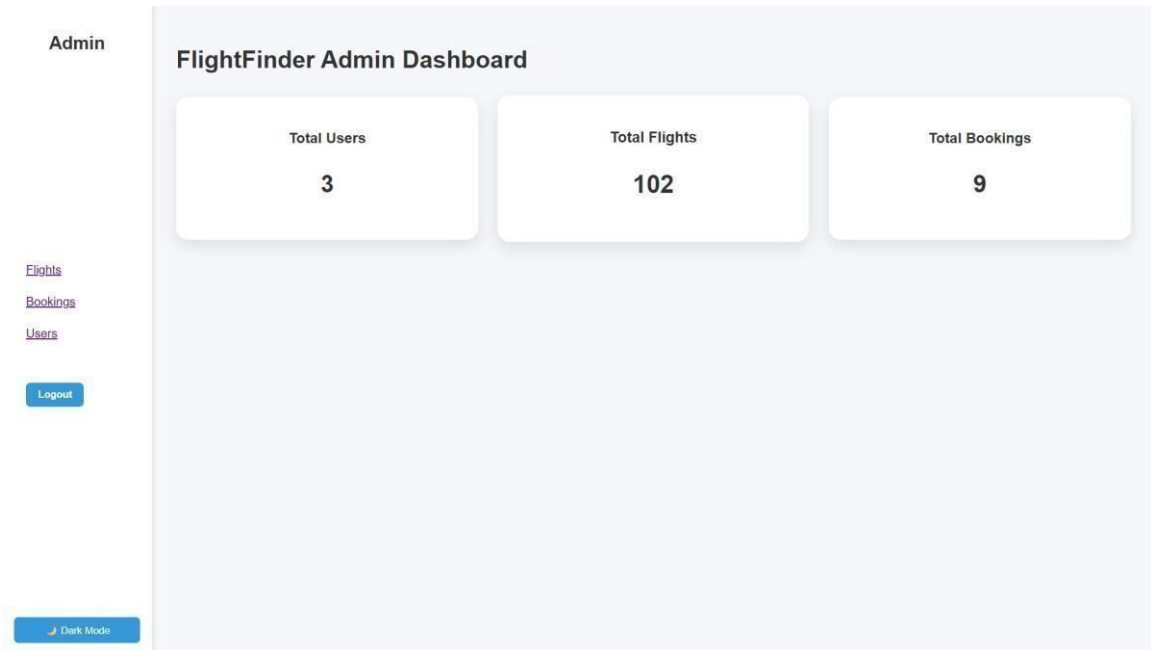 Admin
Flights
Bookings
Users
Logout
🌙 Dark Mode
FlightFinder Admin Dashboard
Total Users
3
Total Flights
102
Total Bookings
9